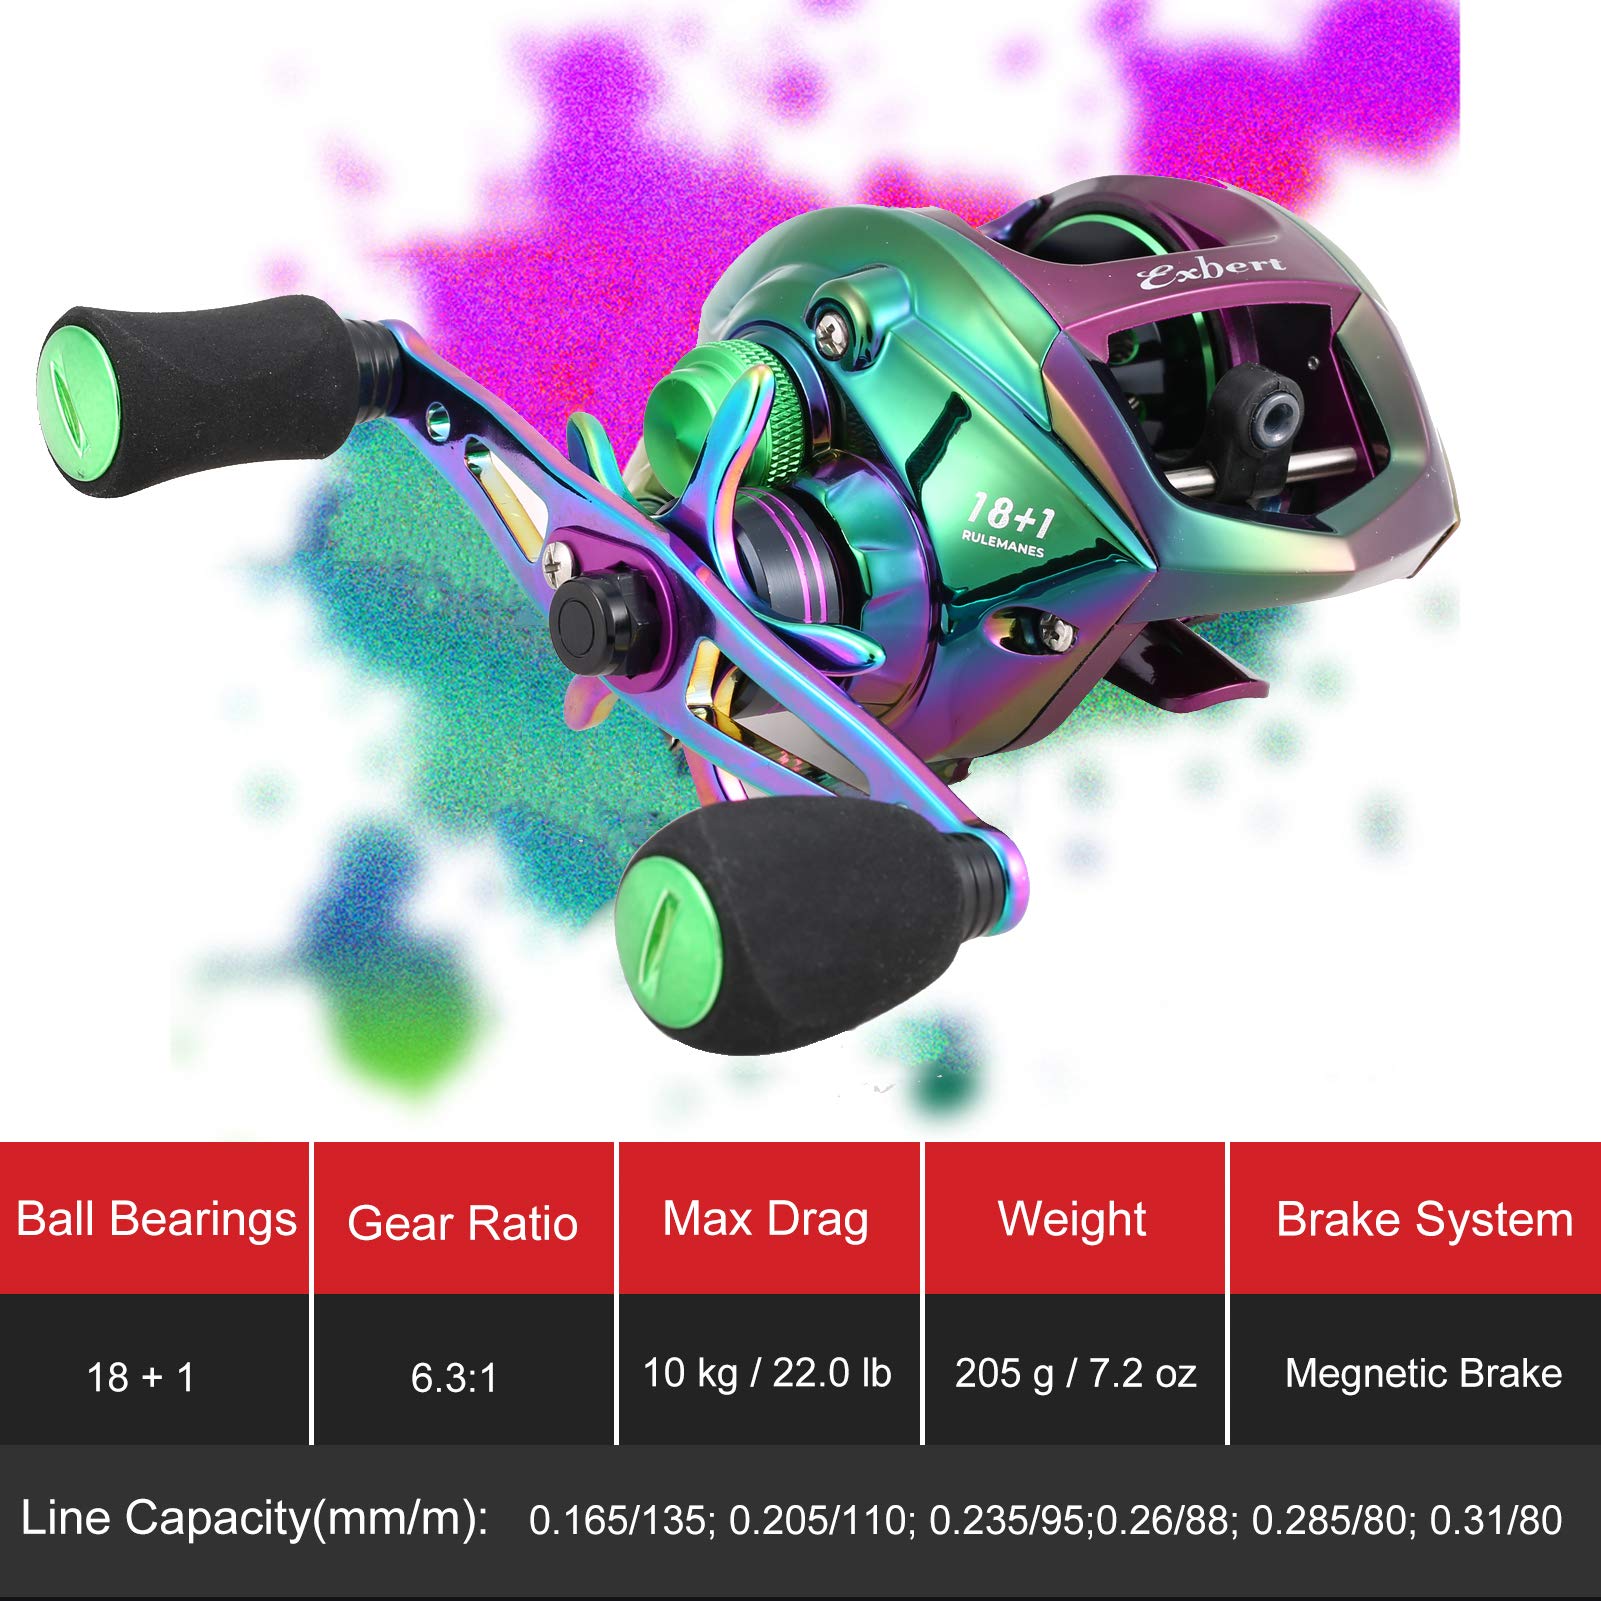 Exbert
18+1
RULEMANES
Ball Bearings
Gear Ratio
Max Drag
Weight
Brake System
18 + 1
6.3:1
10 kg / 22.0 lb
205 g / 7.2 oz
Megnetic Brake
Line Capacity(mm/m): 0.165/135; 0.205/110; 0.235/95;0.26/88; 0.285/80; 0.31/80